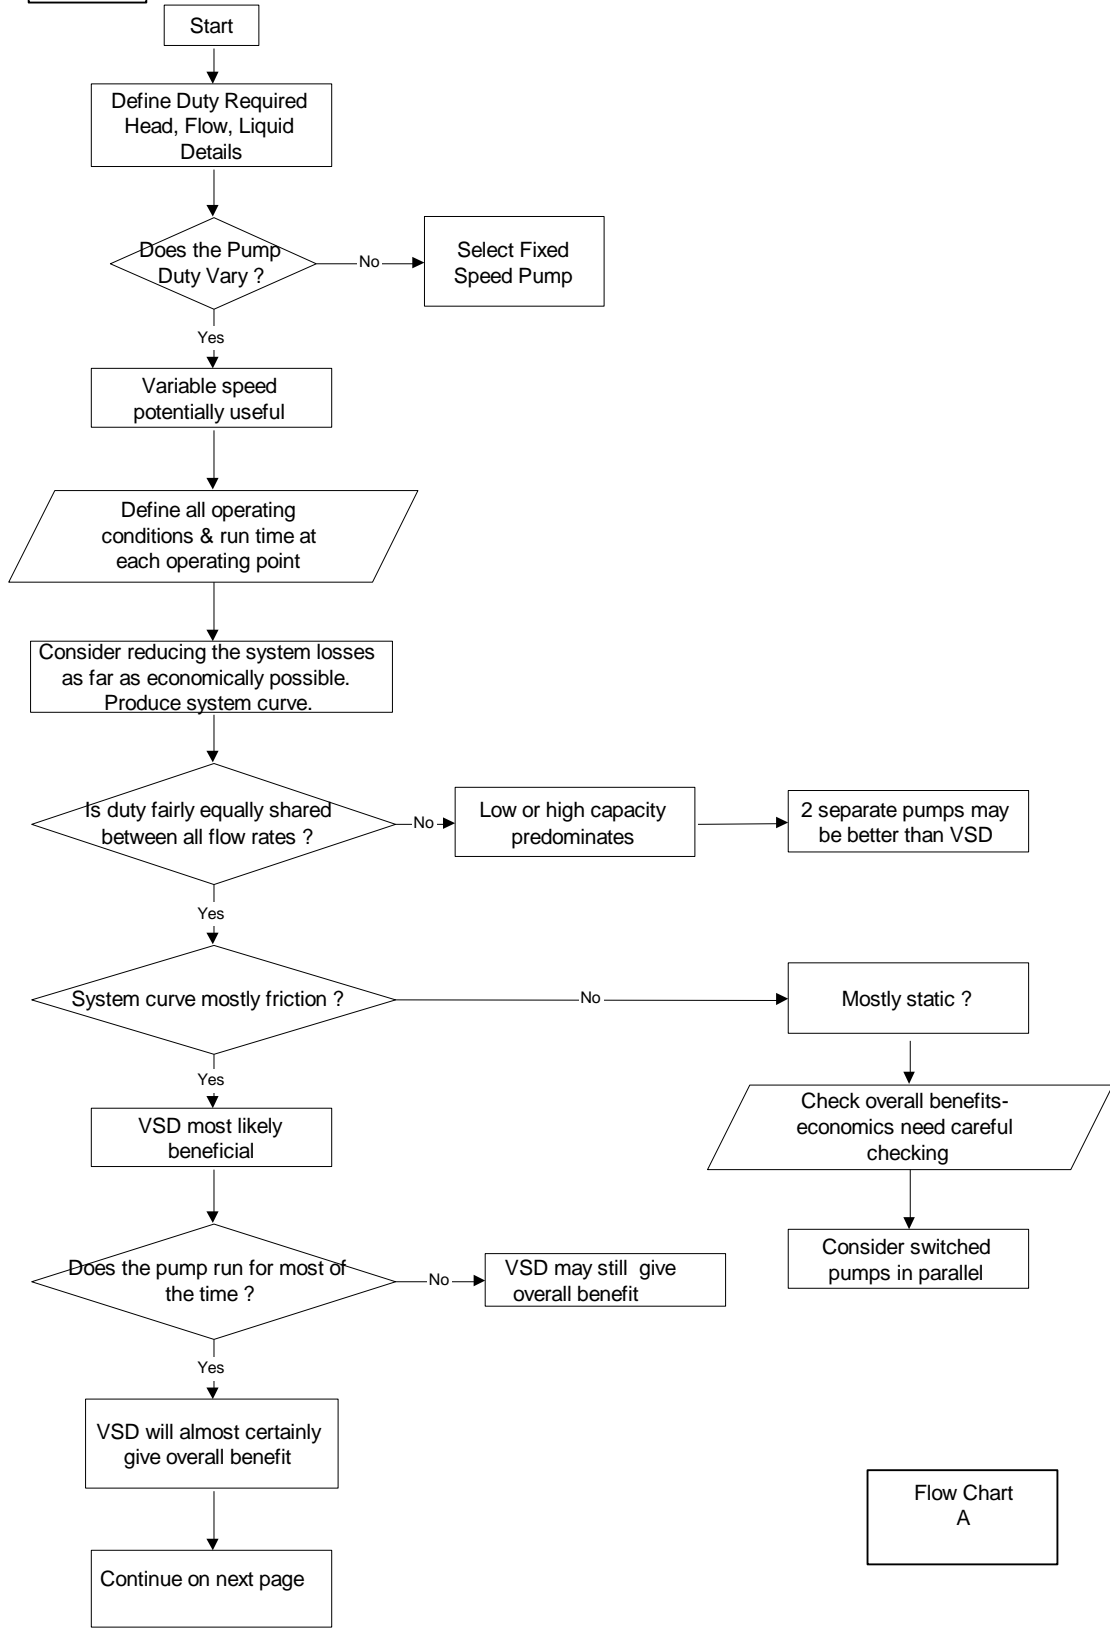 Start
Define Duty Required
Head, Flow, Liquid
Details
Does the Pump
Duty Vary ?
No
Select Fixed
Speed Pump
Yes
Variable speed
potentially useful
Define all operating
conditions & run time at
each operating point
Consider reducing the system losses
as far as economically possible.
Produce system curve.
Is duty fairly equally shared
between all flow rates ?
No
Low or high capacity
predominates
2 separate pumps may
be better than VSD
Yes
System curve mostly friction ?
No
Mostly static ?
Yes
VSD most likely
beneficial
Check overall benefits-
economics need careful
checking
Consider switched
pumps in parallel
Does the pump run for most of
the time ?
No
VSD may still give
overall benefit
Yes
VSD will almost certainly
give overall benefit
Continue on next page
Flow Chart
A